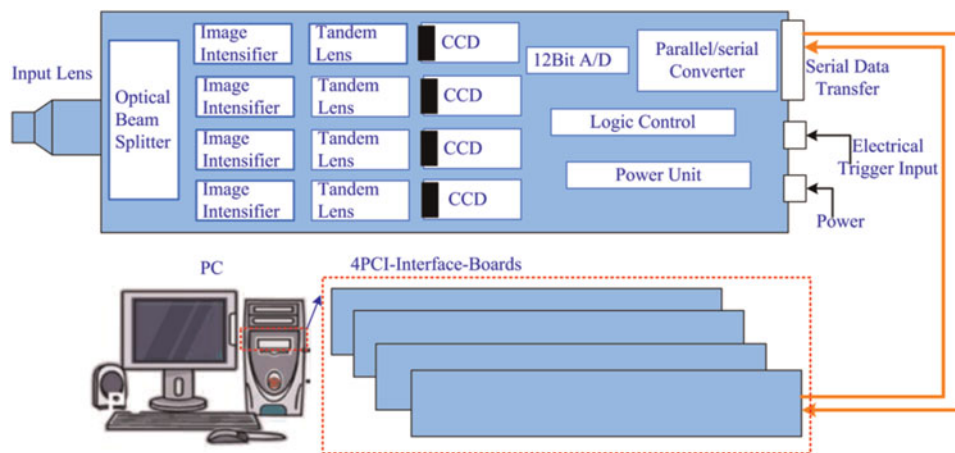 Input Lens
Optical
Beam
Splitter
Image
Intensifier
Tandem
Lens
CCD
Image
Intensifier
Tandem
Lens
CCD
Image
Intensifier
Tandem
Lens
CCD
Image
Intensifier
Tandem
Lens
CCD
12Bit A/D
Parallel/serial
Converter
Logic Control
Power Unit
Serial Data
Transfer
Electrical
Trigger Input
Power
PC
4PCI-Interface-Boards